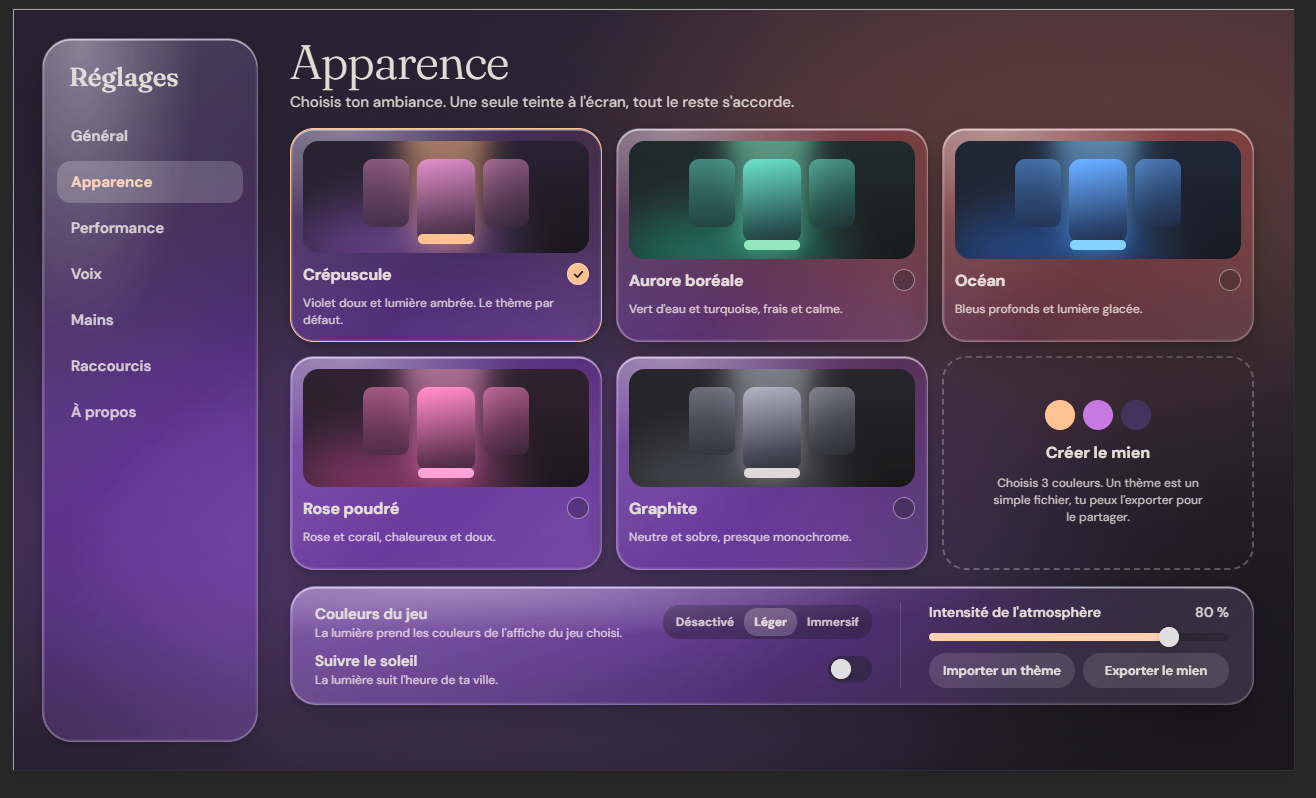 Réglages
Général
Apparence
Performance
Voix
Mains
Raccourcis
À propos
Apparence
Choisis ton ambiance. Une seule teinte à l'écran, tout le reste s'accorde.
Crépuscule
Violet doux et lumière ambrée. Le thème par
défaut.
Aurore boréale
Vert d'eau et turquoise, frais et calme.
Océan
Bleus profonds et lumière glacée.
Rose poudré
Rose et corail, chaleureux et doux.
Graphite
Neutre et sobre, presque monochrome.
Créer le mien
Choisis 3 couleurs. Un thème est un
simple fichier, tu peux l'exporter pour
le partager.
Couleurs du jeu
La lumière prend les couleurs de l'affiche du jeu choisi.
Désactivé Léger Immersif
Suivre le soleil
La lumière suit l'heure de ta ville.
Intensité de l'atmosphère 80 %
Importer un thème Exporter le mien